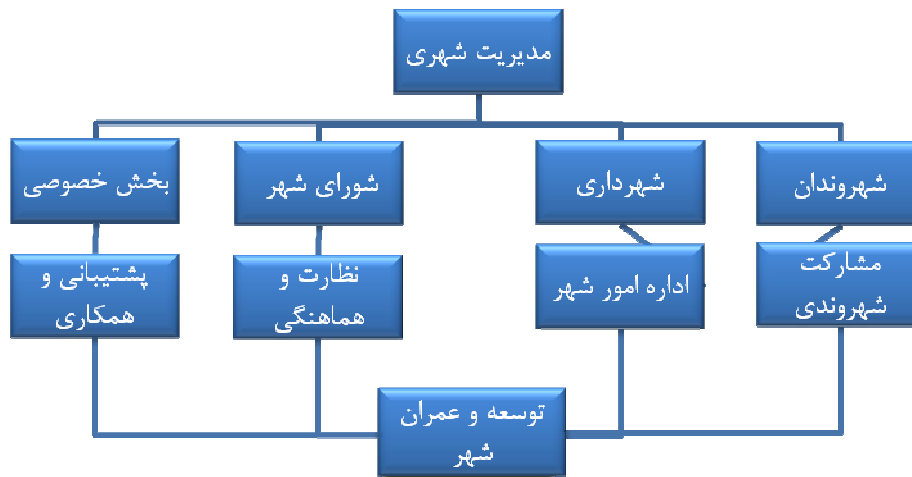 مدیریت شهری
شهروندان
شهرداری
شورای شهر
بخش خصوصی
مشارکت
شهروندی
اداره امور شهر
نظارت و
هماهنگی
پشتیبانی و
همکاری
توسعه و عمران
شهر